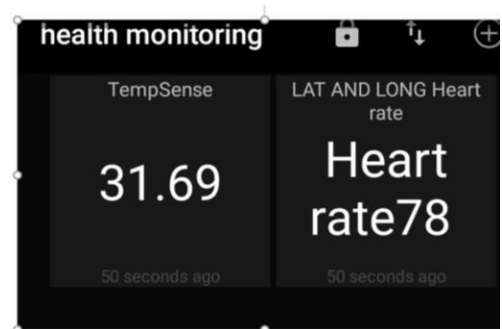 health monitoring
TempSense
31.69
50 seconds ago
LAT AND LONG Heart
rate
Heart
rate78
50 seconds ago